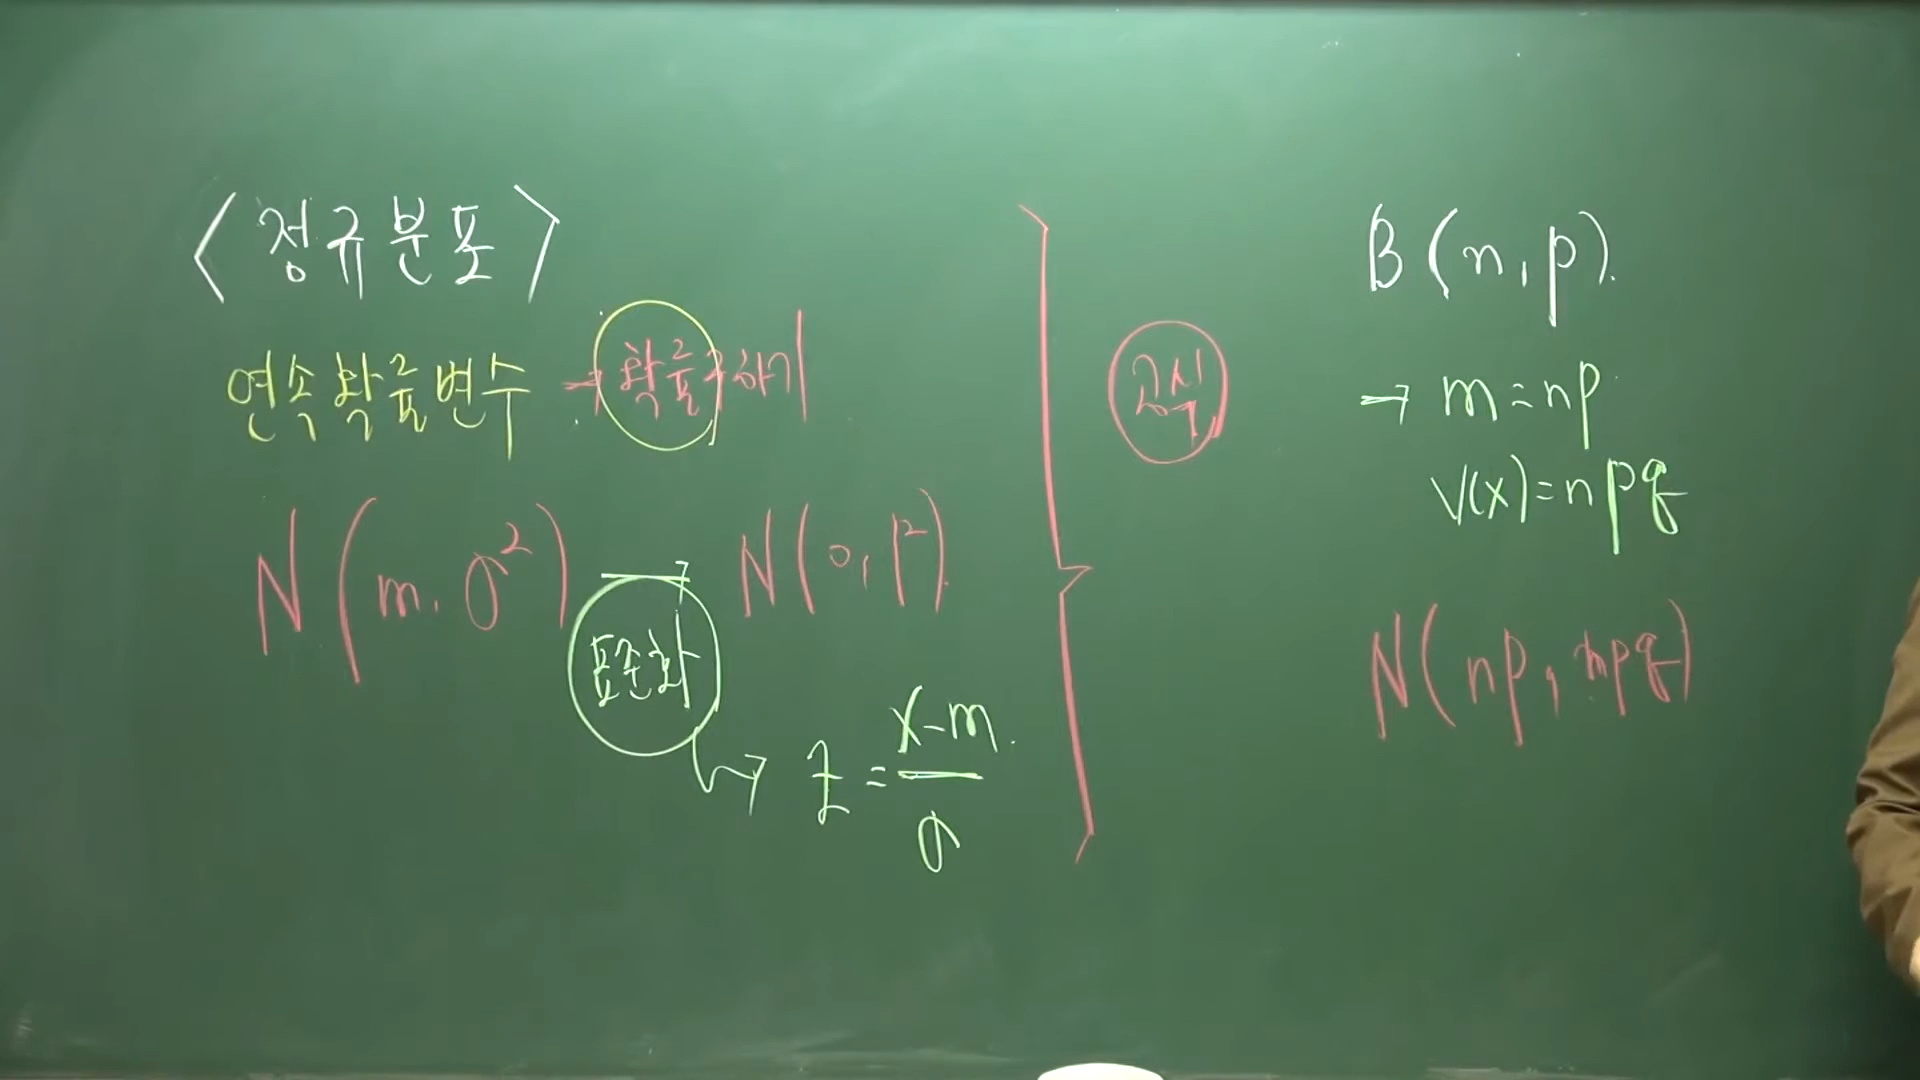 <정규분포>
연속확률변수 → 확률구하기
N(m, σ²) → N(0, 1²)
표준화
→ Z = (X-m)/σ
공식
B(n, p).
→ m = np
V(X) = npq
N(np, npq)